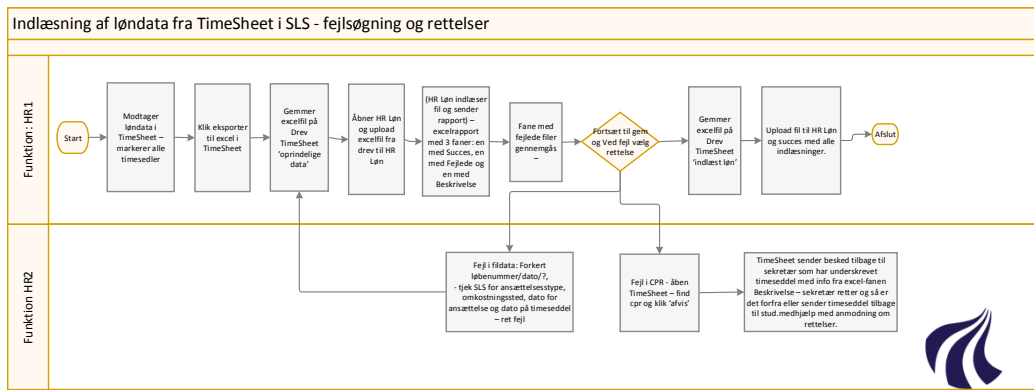 Indlæsning af løndata fra TimeSheet i SLS - fejlsøgning og rettelser
Funktion: HR1
Start
Modtager
løndata i
TimeSheet –
markerer alle
timesedler
Klik eksporter
til excel i
TimeSheet
Gemmer
excelfil på
Drev
TimeSheet
‘oprindelige
data’
Åbner HR Løn
og upload
excelfil fra
drev til HR
Løn
(HR Løn indlæser
fil og sender
rapport) –
excelrapport
med 3 faner: en
med Succes, en
med Fejlede og
en med
Beskrivelse
Fane med
fejlede filer
gennemgås
–
Fortsæt til gem
og Ved fejl vælg
rettelse
Gemmer
excelfil på
Drev
TimeSheet
‘indlæst løn’
Upload fil til HR Løn
og succes med alle
indlæsninger.
Afslut
Funktion HR2
Fejl i fildata: Forkert
løbenummer/dato/?,
- tjek SLS for ansættelsesstype,
omkostningssted, dato for
ansættelse og dato på timeseddel
– ret fejl
Fejl i CPR - åben
TimeSheet – find
cpr og klik ‘afvis’
TimeSheet sender besked tilbage til
sekretær som har underskrevet
timeseddel med info fra excel-fanen
Beskrivelse – sekretær retter og så er
det forfra eller sender timeseddel tilbage
til stud.medhjælp med anmodning om
rettelser.